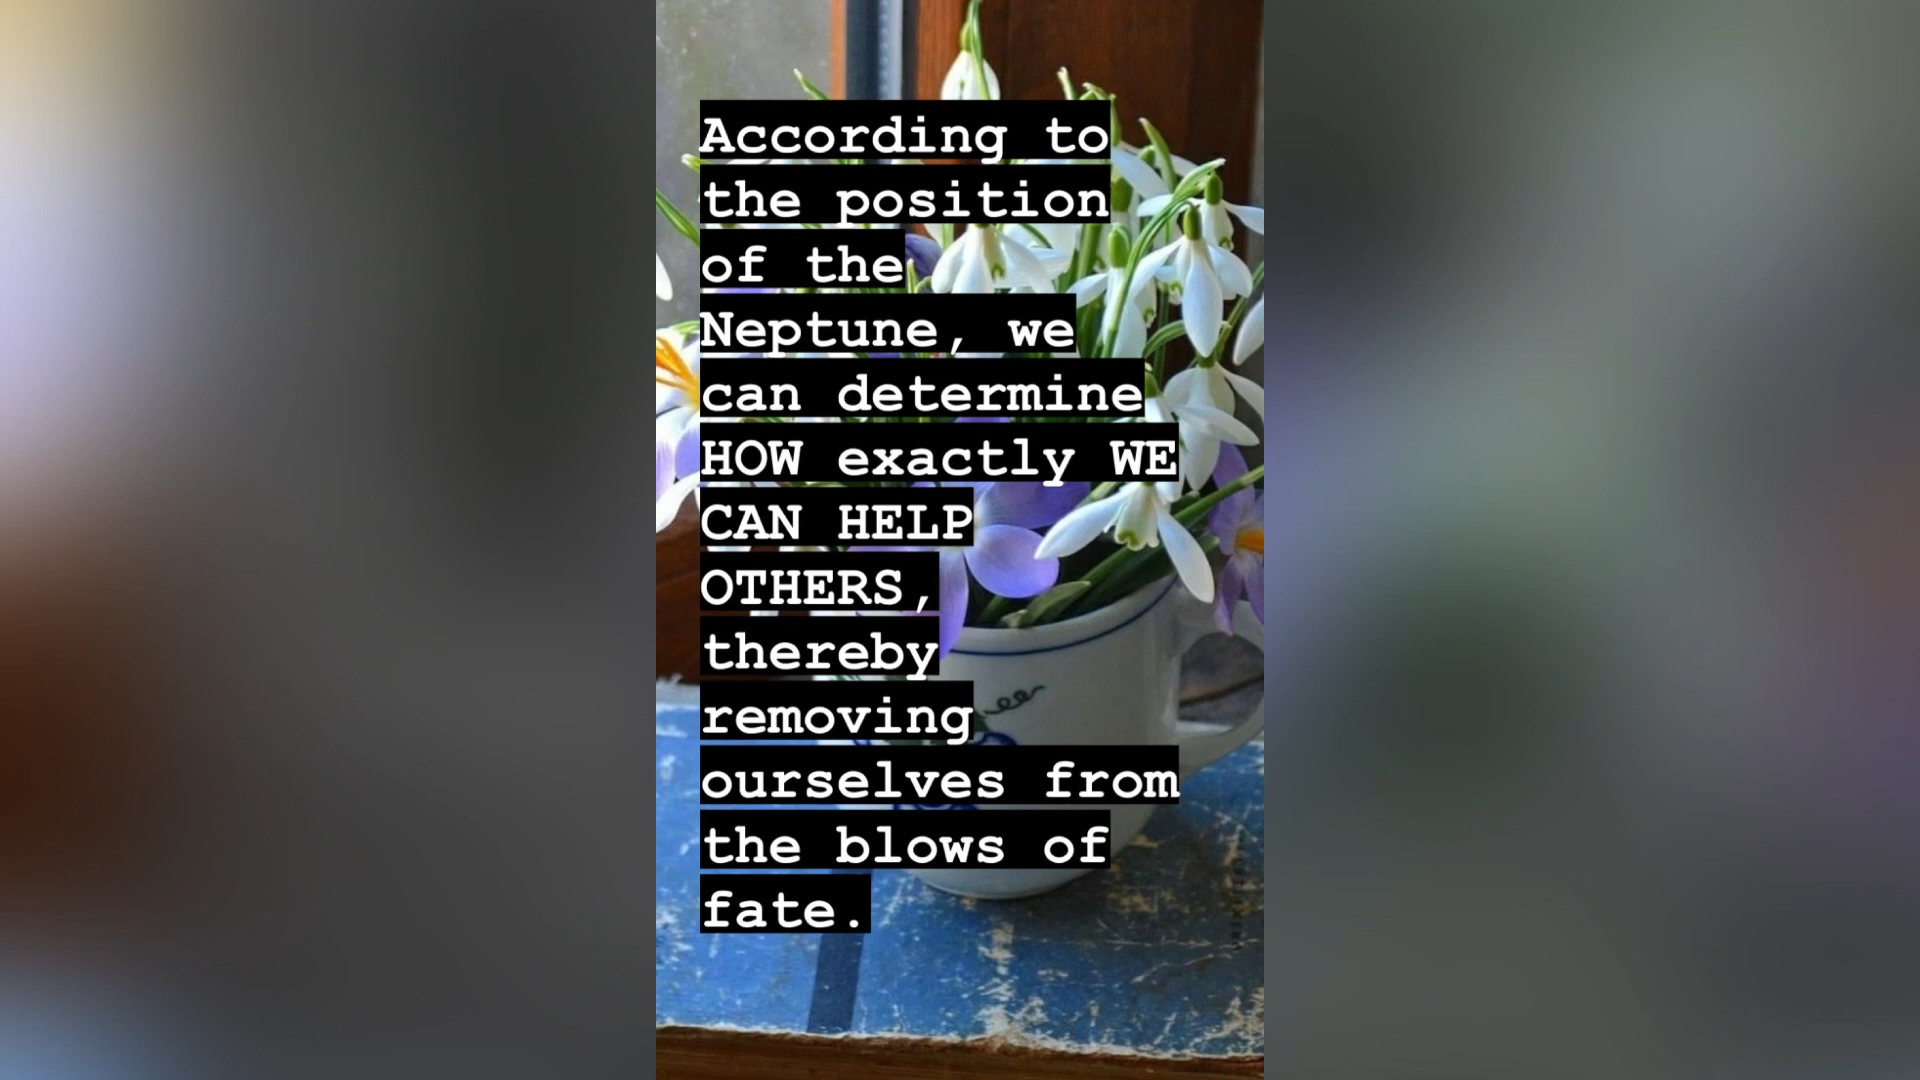 According to
the position
of the
Neptune, we
can determine
HOW exactly WE
CAN HELP
OTHERS,
thereby
removing
ourselves from
the blows of
fate.